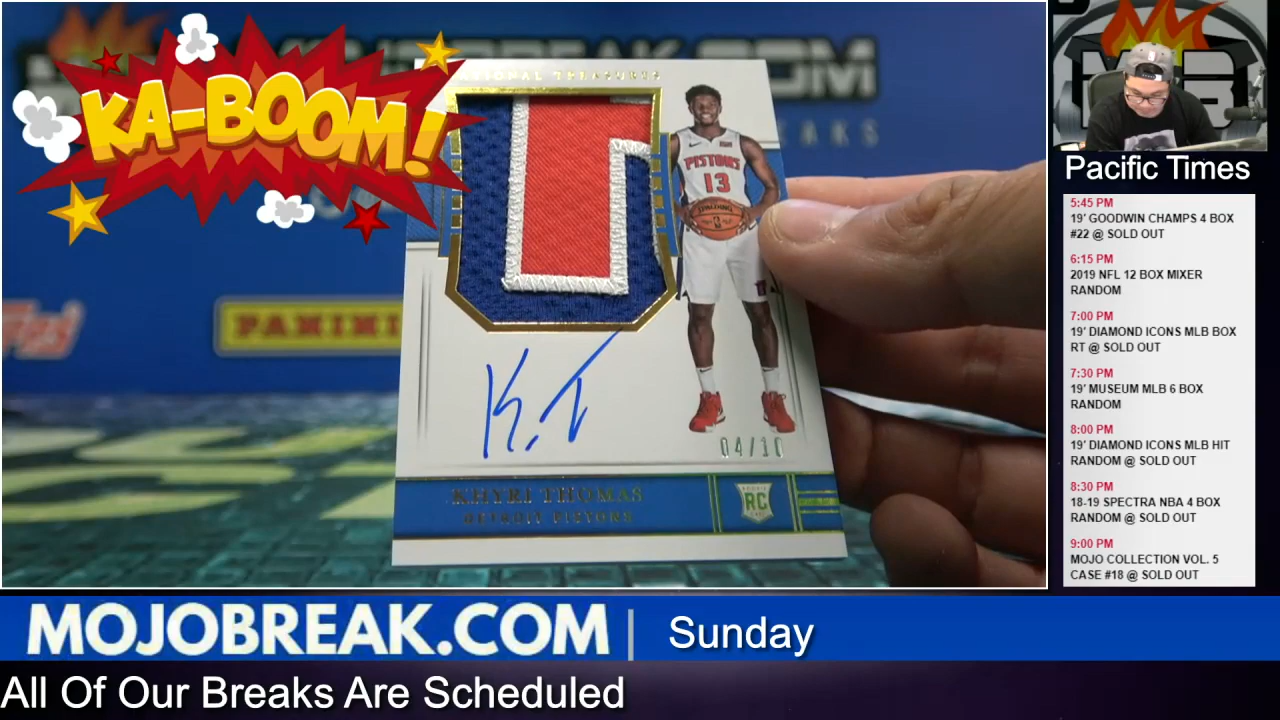 KA-BOOM!
NATIONAL TREASURES
PISTONS
13
SPALDING
K. T
04/10
KHYRI THOMAS
DETROIT PISTONS
RC
PANINI
MOJOBREAK.COM
Pacific Times
5:45 PM
19' GOODWIN CHAMPS 4 BOX
#22 @ SOLD OUT
6:15 PM
2019 NFL 12 BOX MIXER
RANDOM
7:00 PM
19' DIAMOND ICONS MLB BOX
RT @ SOLD OUT
7:30 PM
19' MUSEUM MLB 6 BOX
RANDOM
8:00 PM
19' DIAMOND ICONS MLB HIT
RANDOM @ SOLD OUT
8:30 PM
18-19 SPECTRA NBA 4 BOX
RANDOM @ SOLD OUT
9:00 PM
MOJO COLLECTION VOL. 5
CASE #18 @ SOLD OUT
MOJOBREAK.COM | Sunday
All Of Our Breaks Are Scheduled